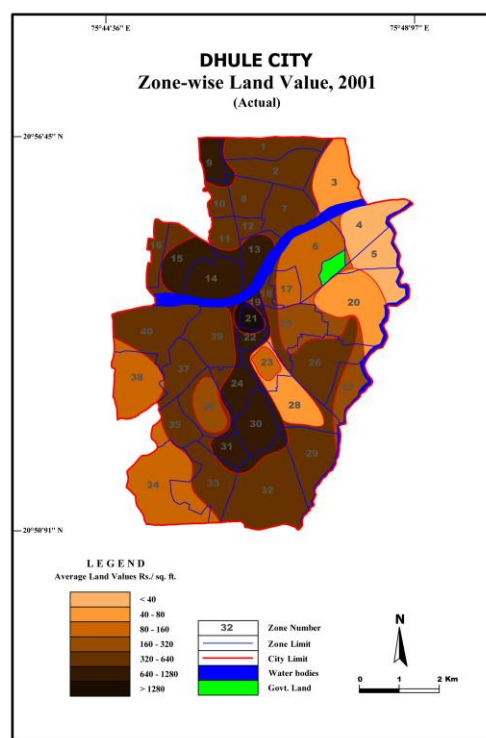 75°44'36" E
75°48'97" E
DHULE CITY
Zone-wise Land Value, 2001
(Actual)
20°56'45" N
1
2
9
3
10
8
7
4
12
11
16
13
6
5
15
14
17
18
20
19
21
25
40
39
22
23
26
38
37
24
27
28
35
30
31
29
34
33
32
20°50'91" N
LEGEND
Average Land Values Rs./ sq. ft.
< 40
40 - 80
80 - 160
160 - 320
320 - 640
640 - 1280
> 1280
32 Zone Number
Zone Limit
City Limit
Water bodies
Govt. Land
N
0 1 2 Km